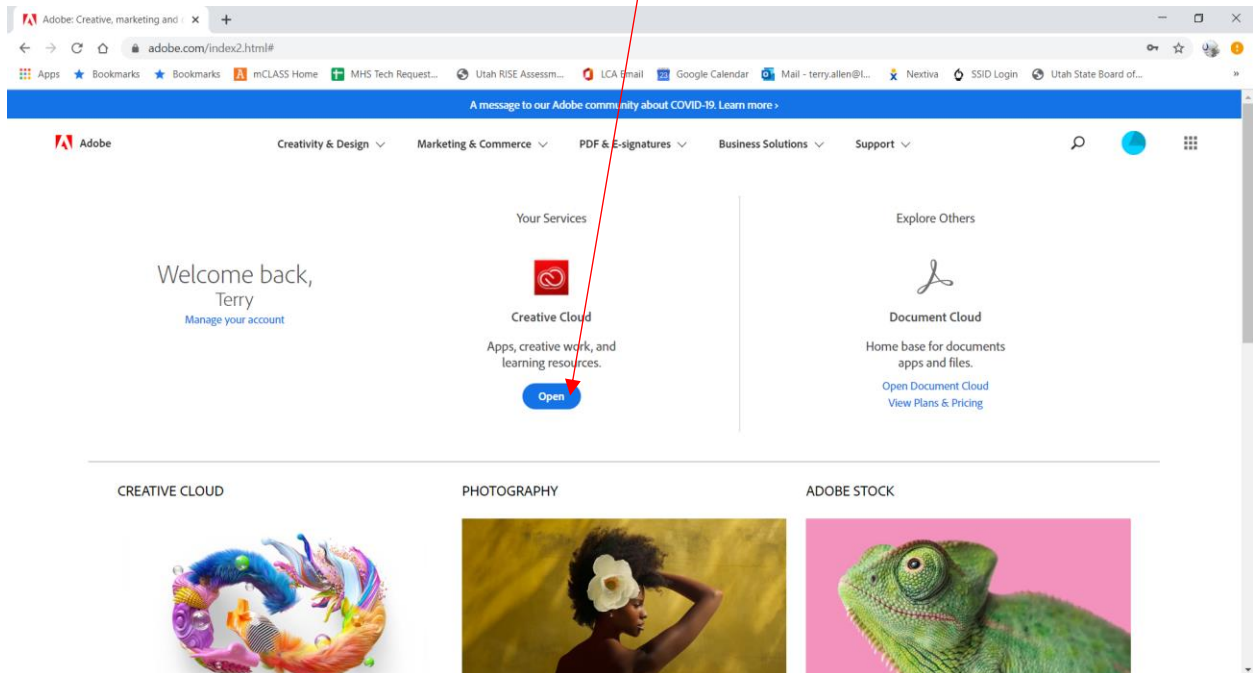 Adobe: Creative, marketing and
adobe.com/index2.html#
Apps Bookmarks Bookmarks mCLASS Home MHS Tech Request... Utah RISE Assessm... LCA Email 23 Google Calendar Mail - terry.allen@l... Nextiva SSID Login Utah State Board of... »
A message to our Adobe community about COVID-19. Learn more ›
Adobe Creativity & Design Marketing & Commerce PDF & E-signatures Business Solutions Support
Your Services
Explore Others
Welcome back,
Terry
Manage your account
Creative Cloud
Apps, creative work, and
learning resources.
Open
Document Cloud
Home base for documents
apps and files.
Open Document Cloud
View Plans & Pricing
CREATIVE CLOUD
PHOTOGRAPHY
ADOBE STOCK